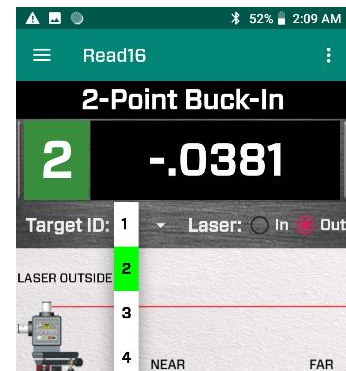 52% 2:09 AM
Read16
2-Point Buck-In
2 -.0381
Target ID: 1 Laser: In Out
LASER OUTSIDE 2
3
4 NEAR FAR